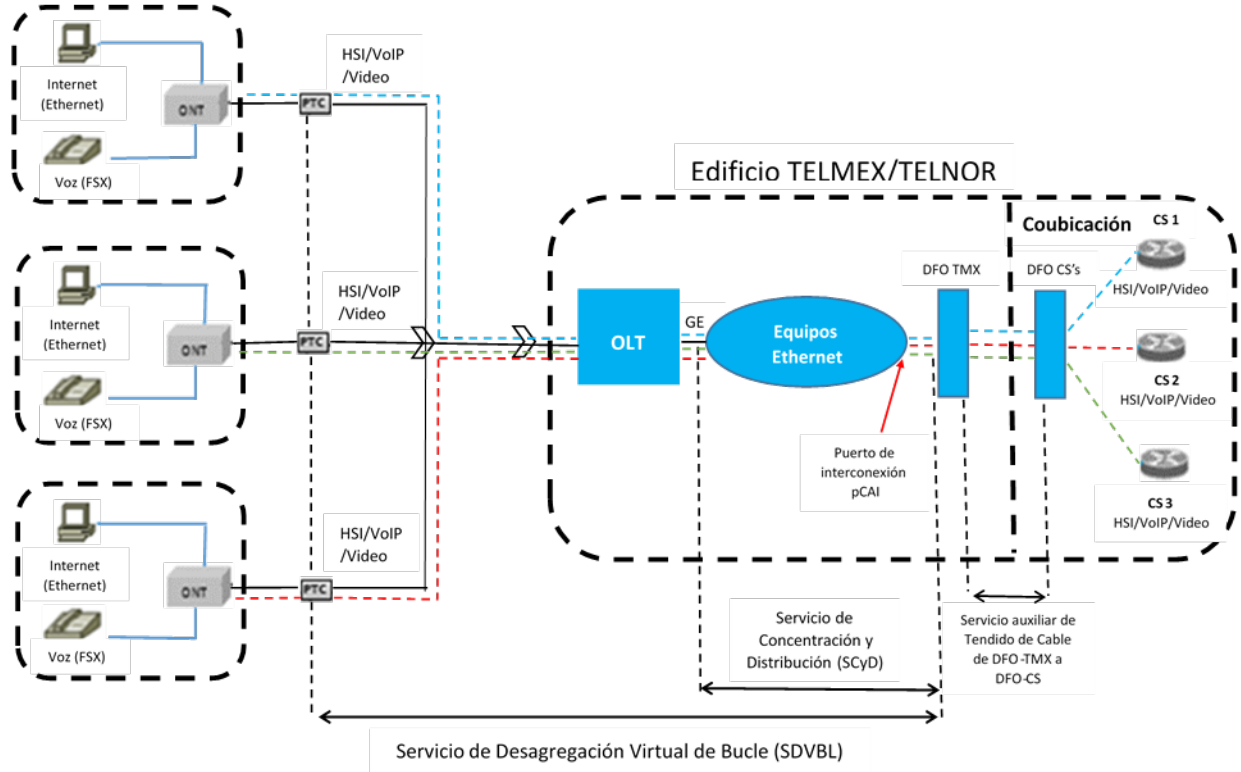 HSI/VoIP
/Video
Internet
(Ethernet)
ONT
PTC
Voz (FSX)
HSI/VoIP
/Video
Internet
(Ethernet)
ONT
PTC
Voz (FSX)
HSI/VoIP
/Video
Internet
(Ethernet)
ONT
PTC
Voz (FSX)
Edificio TELMEX/TELNOR
Coubicación
CS 1
HSI/VoIP/Video
CS 2
HSI/VoIP/Video
CS 3
HSI/VoIP/Video
DFO TMX
DFO CS's
OLT
GE
Equipos
Ethernet
Puerto de
interconexión
pCAI
Servicio de
Concentración y
Distribución (SCyD)
Servicio auxiliar de
Tendido de Cable
de DFO-TMX a
DFO-CS
Servicio de Desagregación Virtual de Bucle (SDVBL)